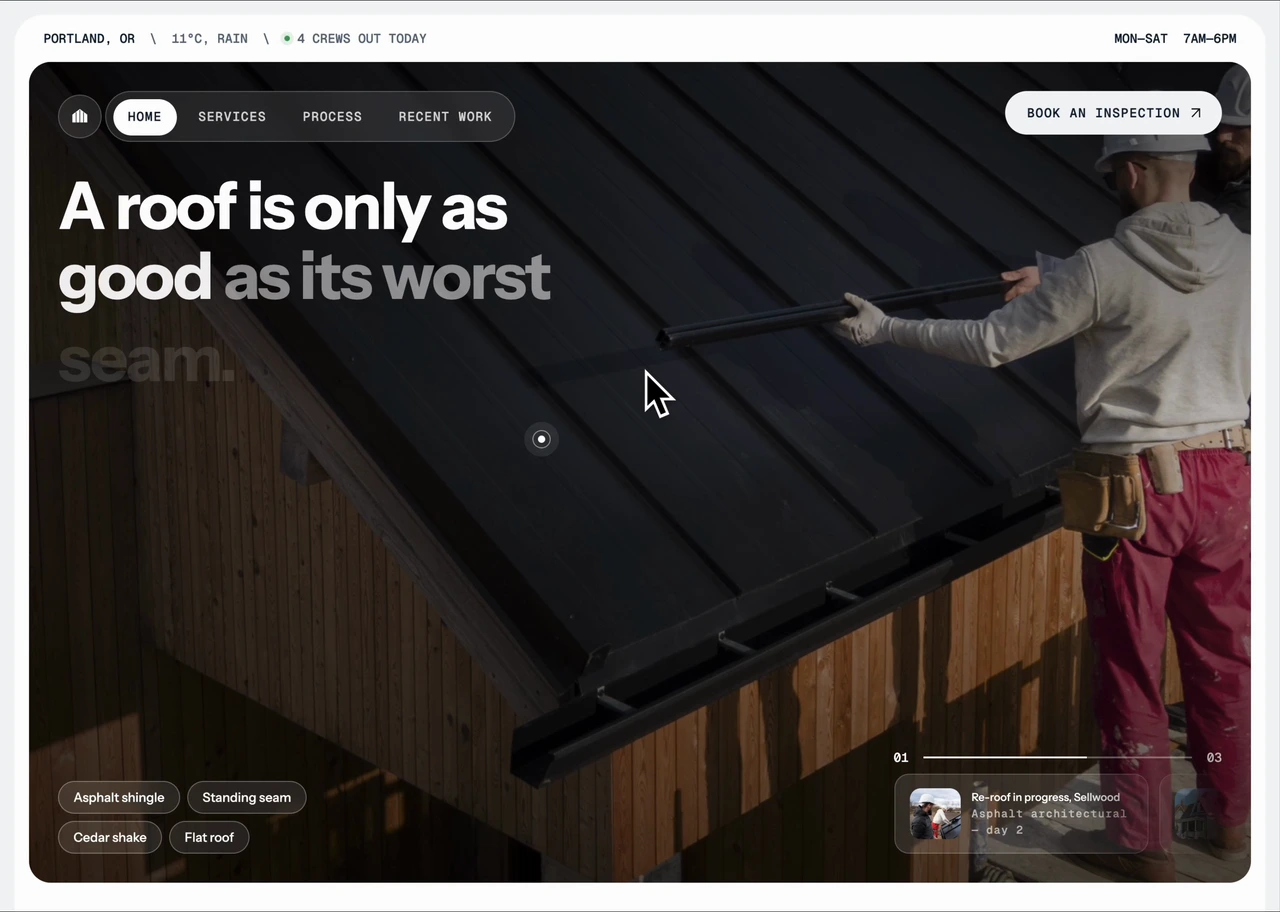 PORTLAND, OR \ 11°C, RAIN \ 4 CREWS OUT TODAY
MON—SAT 7AM—6PM
HOME SERVICES PROCESS RECENT WORK
BOOK AN INSPECTION
A roof is only as
good as its worst
seam.
Asphalt shingle Standing seam
Cedar shake Flat roof
01 03
Re-roof in progress, Sellwood
Asphalt architectural
— day 2